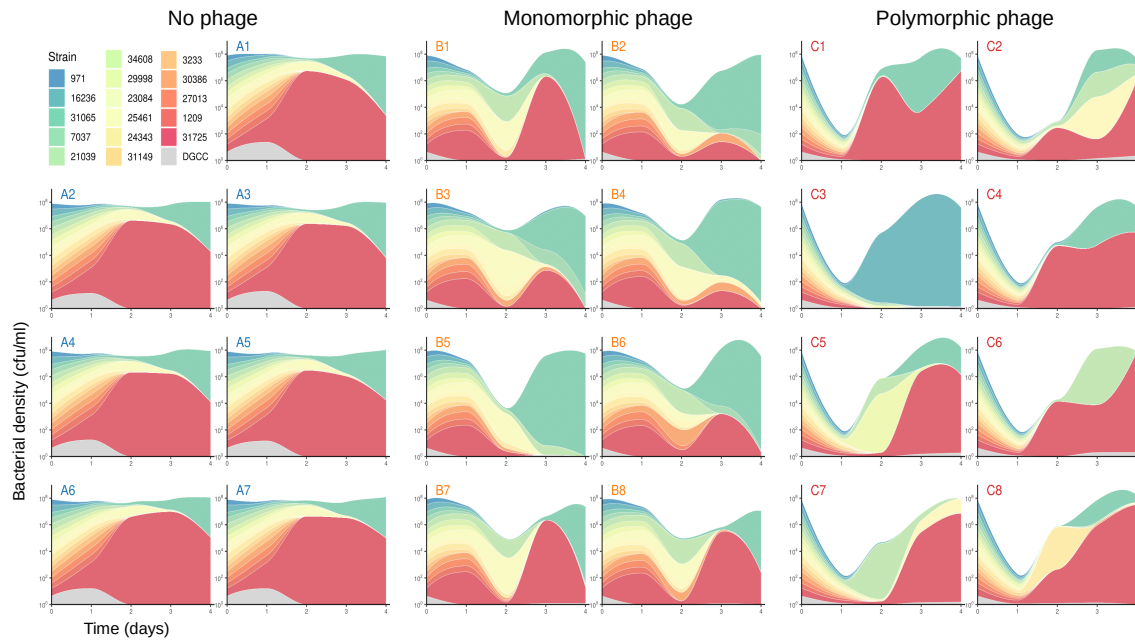 No phage
Monomorphic phage
Polymorphic phage
Strain
971
16236
31065
7037
21039
34608
29998
23084
25461
24343
31149
3233
30386
27013
1209
31725
DGCC
A1
B1
B2
C1
C2
A2
A3
B3
B4
C3
C4
A4
A5
B5
B6
C5
C6
A6
A7
B7
B8
C7
C8
Bacterial density (cfu/ml)
Time (days)